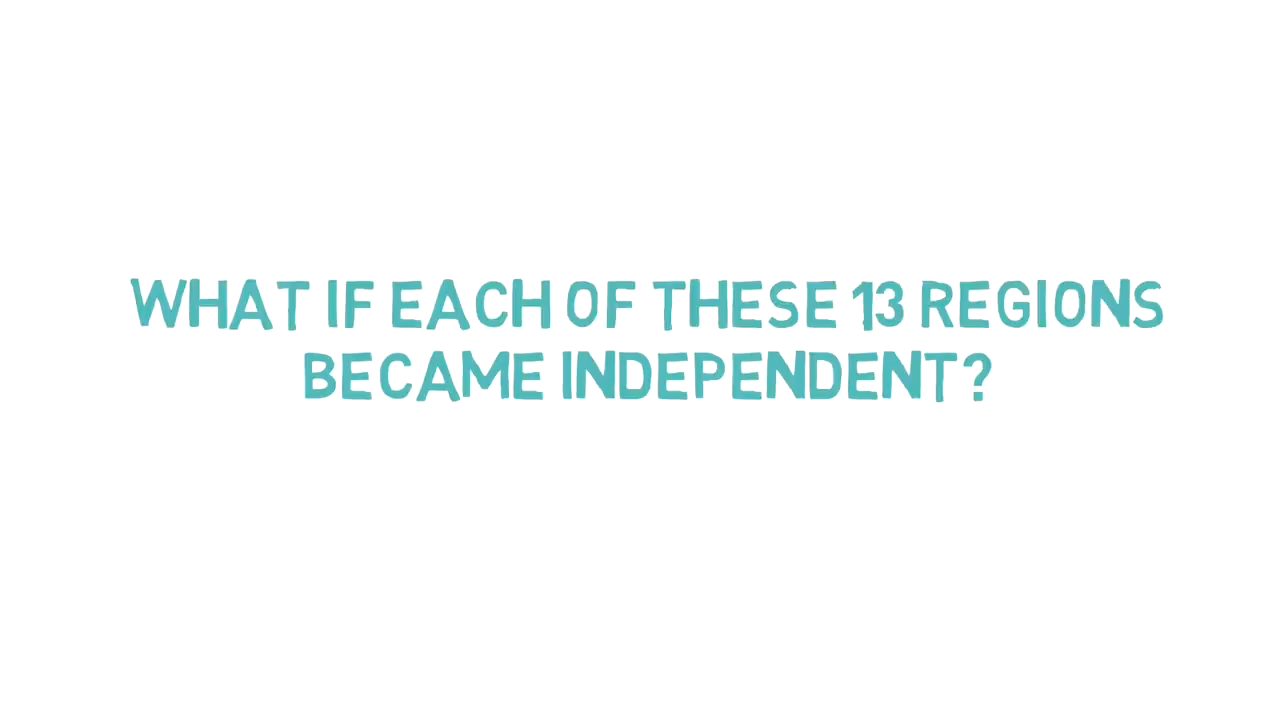 WHAT IF EACH OF THESE 13 REGIONS
BECAME INDEPENDENT?